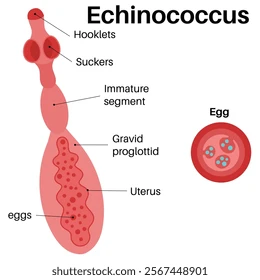 Echinococcus
Hooklets
Suckers
Immature
segment
Egg
Gravid
proglottid
Uterus
eggs
shutterstock.com · 2567448901